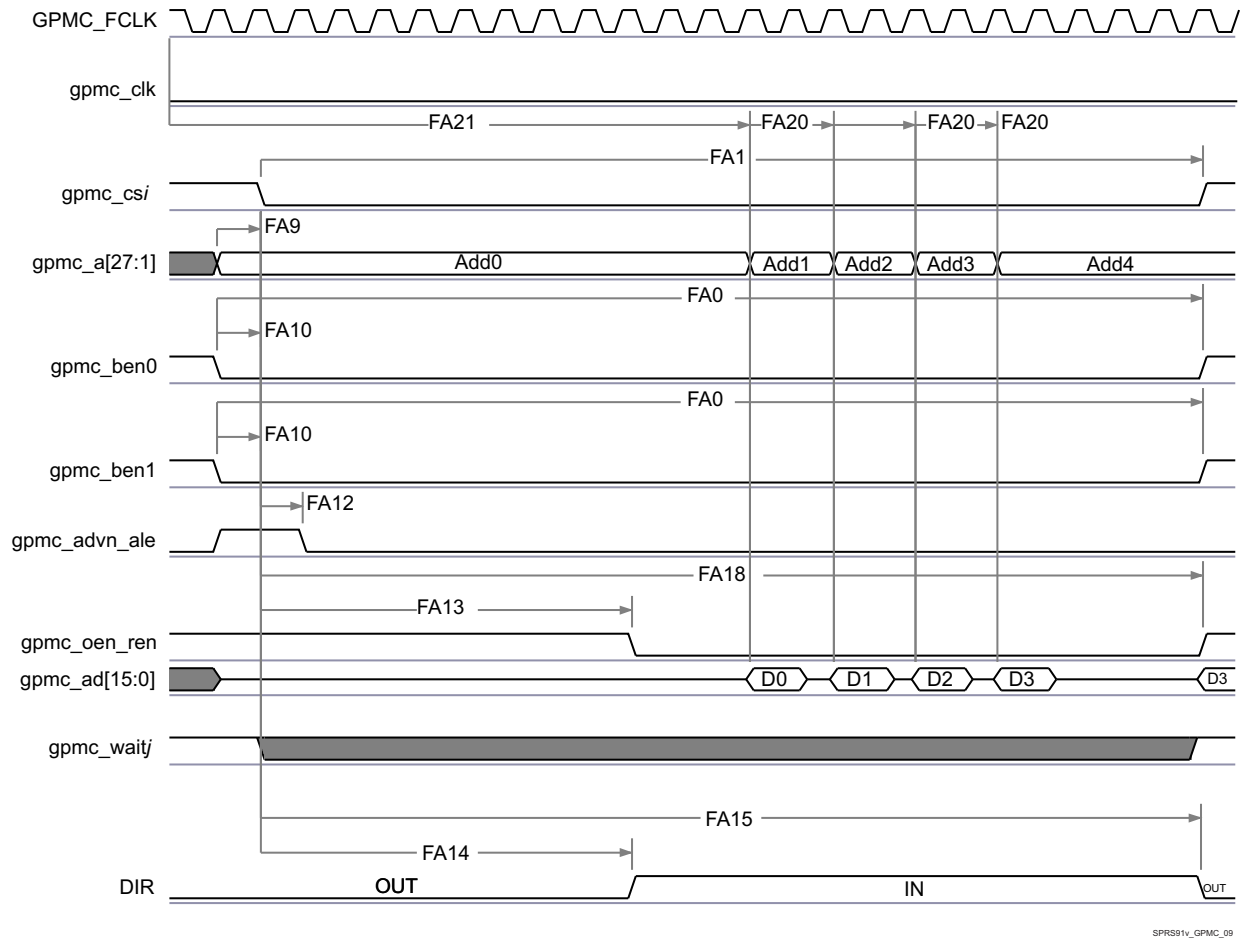 GPMC_FCLK
gpmc_clk
FA21 FA20 FA20 FA20
FA1
gpmc_csi
FA9
gpmc_a[27:1] Add0 Add1 Add2 Add3 Add4
FA0
FA10
gpmc_ben0
FA0
FA10
gpmc_ben1
FA12
gpmc_advn_ale
FA18
FA13
gpmc_oen_ren
gpmc_ad[15:0] D0 D1 D2 D3 D3
gpmc_waitj
FA15
FA14
DIR OUT IN OUT
SPRS91v_GPMC_09